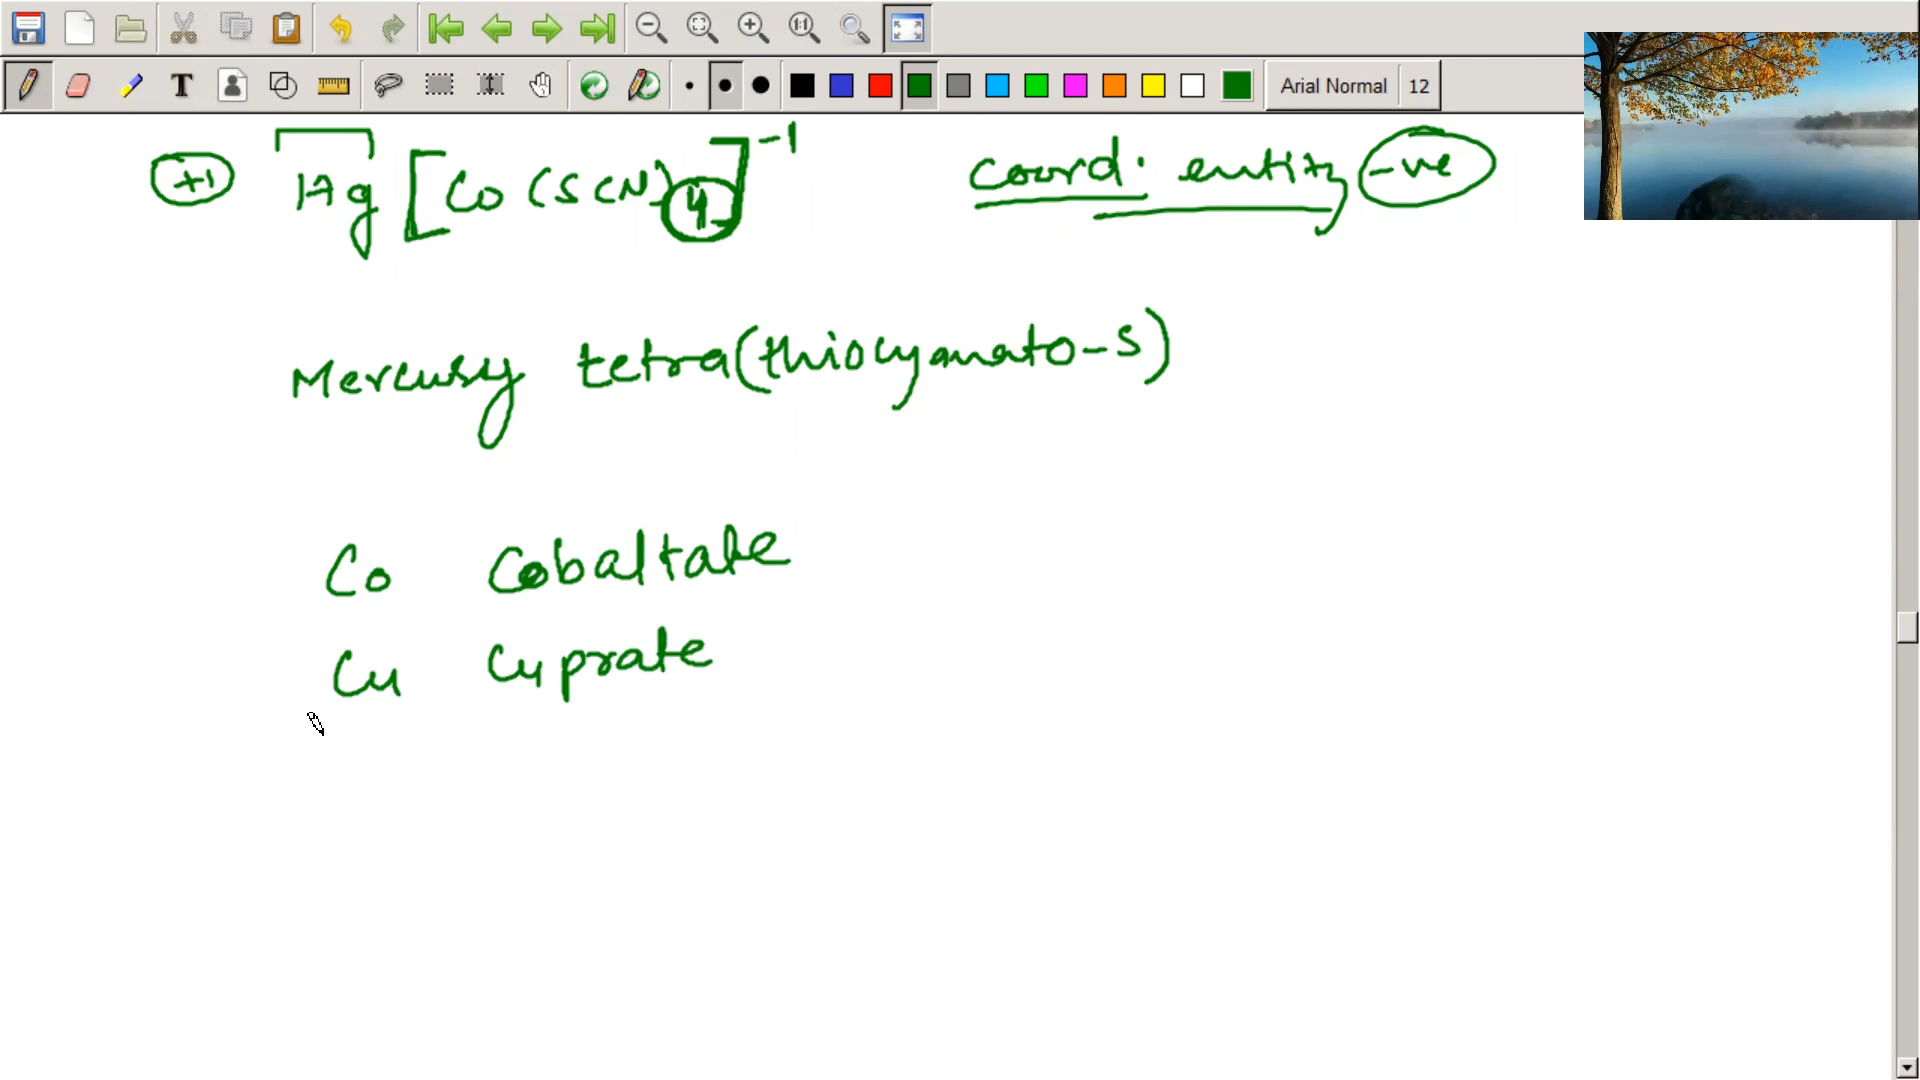 Arial Normal 12
+1 Hg [Co(SCN)4]-1 coord. entity -ve
Mercury tetra(thiocyanato-S)
Co Cobaltate
Cu Cuprate